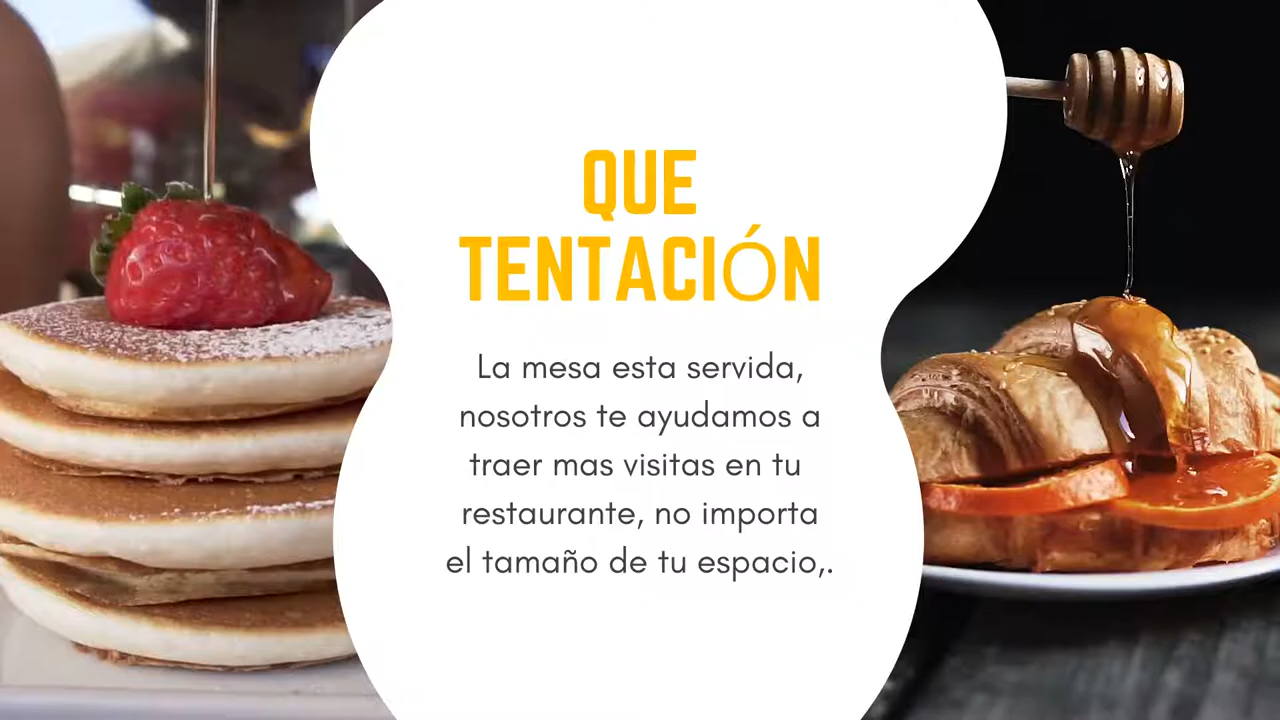 QUE
TENTACIÓN
La mesa esta servida,
nosotros te ayudamos a
traer mas visitas en tu
restaurante, no importa
el tamaño de tu espacio,.